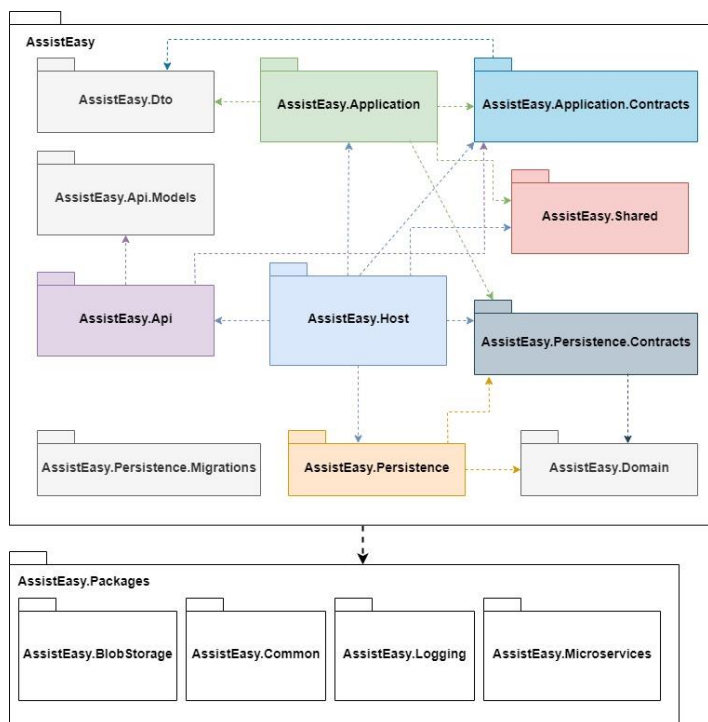 AssistEasy
AssistEasy.Dto
AssistEasy.Application
AssistEasy.Application.Contracts
AssistEasy.Api.Models
AssistEasy.Shared
AssistEasy.Api
AssistEasy.Host
AssistEasy.Persistence.Contracts
AssistEasy.Persistence.Migrations
AssistEasy.Persistence
AssistEasy.Domain
AssistEasy.Packages
AssistEasy.BlobStorage
AssistEasy.Common
AssistEasy.Logging
AssistEasy.Microservices